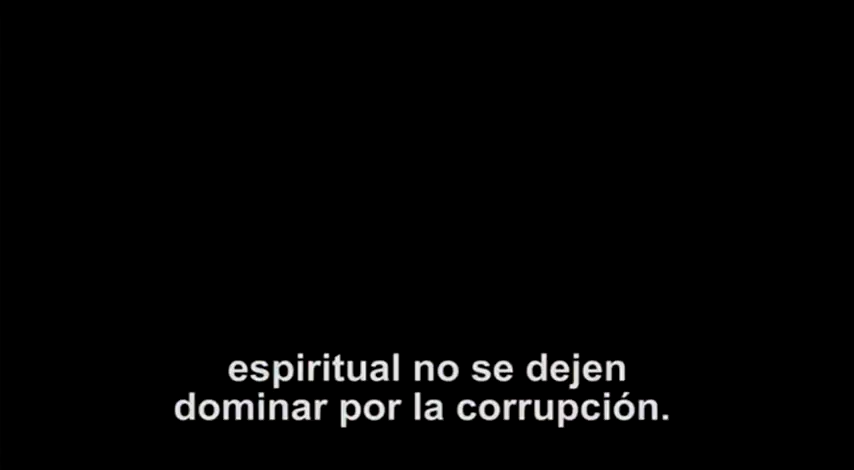 espiritual no se dejen
dominar por la corrupción.